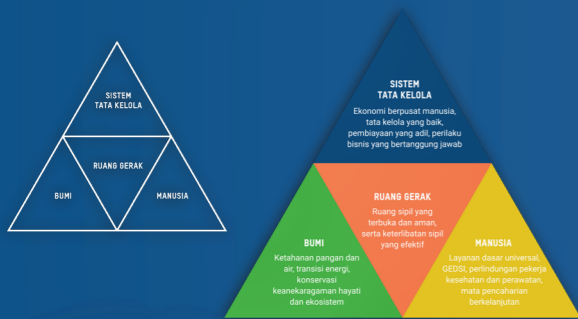 SISTEM
TATA KELOLA
RUANG GERAK
BUMI
MANUSIA
SISTEM
TATA KELOLA
Ekonomi berpusat manusia,
tata kelola yang baik,
pembiayaan yang adil, perilaku
bisnis yang bertanggung jawab
RUANG GERAK
Ruang sipil yang
terbuka dan aman,
serta keterlibatan sipil
yang efektif
BUMI
Ketahanan pangan dan
air, transisi energi,
konservasi
keanekaragaman hayati
dan ekosistem
MANUSIA
Layanan dasar universal,
GEDSI, perlindungan pekerja
kesehatan dan perawatan,
mata pencaharian
berkelanjutan